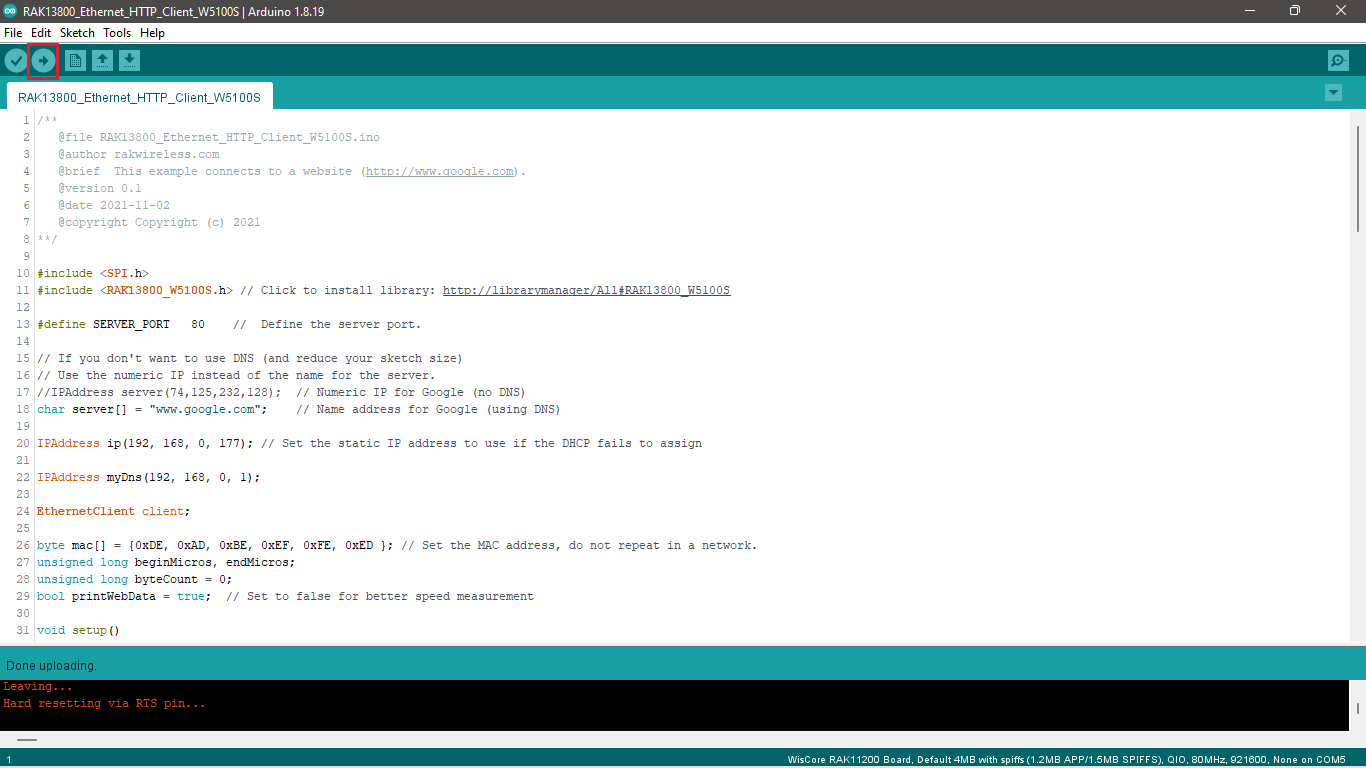 RAK13800_Ethernet_HTTP_Client_W5100S | Arduino 1.8.19
File Edit Sketch Tools Help
RAK13800_Ethernet_HTTP_Client_W5100S
1 /**
2 @file RAK13800_Ethernet_HTTP_Client_W5100S.ino
3 @author rakwireless.com
4 @brief This example connects to a website (http://www.google.com).
5 @version 0.1
6 @date 2021-11-02
7 @copyright Copyright (c) 2021
8 **/
9
10 #include <SPI.h>
11 #include <RAK13800_W5100S.h> // Click to install library: http://librarymanager/All#RAK13800_W5100S
12
13 #define SERVER_PORT 80 // Define the server port.
14
15 // If you don't want to use DNS (and reduce your sketch size)
16 // Use the numeric IP instead of the name for the server.
17 //IPAddress server(74,125,232,128); // Numeric IP for Google (no DNS)
18 char server[] = "www.google.com"; // Name address for Google (using DNS)
19
20 IPAddress ip(192, 168, 0, 177); // Set the static IP address to use if the DHCP fails to assign
21
22 IPAddress myDns(192, 168, 0, 1);
23
24 EthernetClient client;
25
26 byte mac[] = {0xDE, 0xAD, 0xBE, 0xEF, 0xFE, 0xED }; // Set the MAC address, do not repeat in a network.
27 unsigned long beginMicros, endMicros;
28 unsigned long byteCount = 0;
29 bool printWebData = true; // Set to false for better speed measurement
30
31 void setup()
Done uploading.
Leaving...
Hard resetting via RTS pin...
1 WisCore RAK11200 Board, Default 4MB with spiffs (1.2MB APP/1.5MB SPIFFS), QIO, 80MHz, 921600, None on COM5